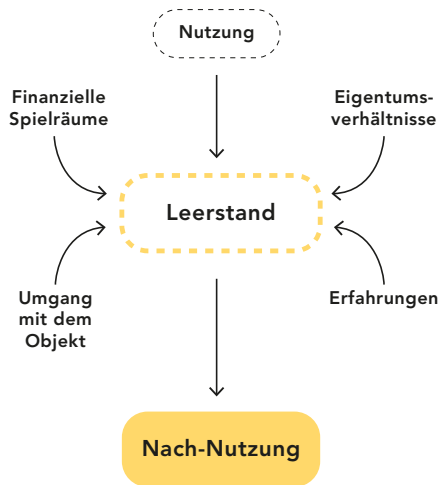 Nutzung
Finanzielle
Spielräume
Eigentums-
verhältnisse
Leerstand
Umgang
mit dem
Objekt
Erfahrungen
Nach-Nutzung